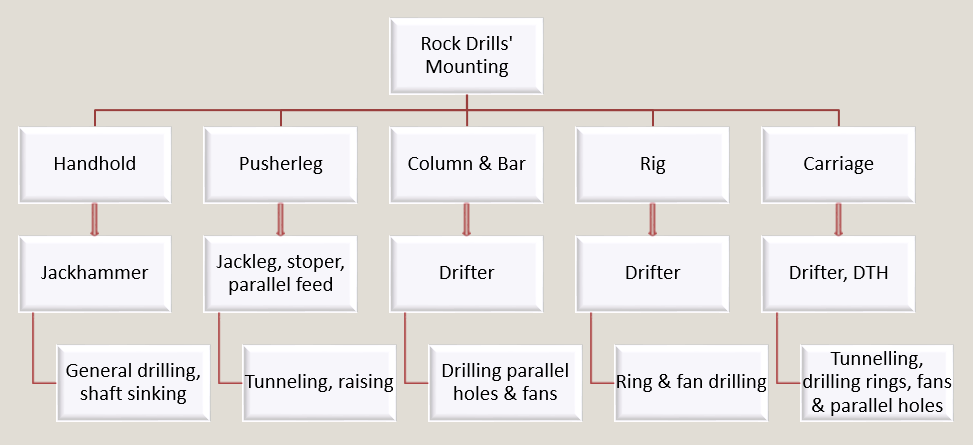 Rock Drills'
Mounting
Handhold
Pusherleg
Column & Bar
Rig
Carriage
Jackhammer
Jackleg, stoper,
parallel feed
Drifter
Drifter
Drifter, DTH
General drilling,
shaft sinking
Tunneling, raising
Drilling parallel
holes & fans
Ring & fan drilling
Tunnelling,
drilling rings, fans
& parallel holes